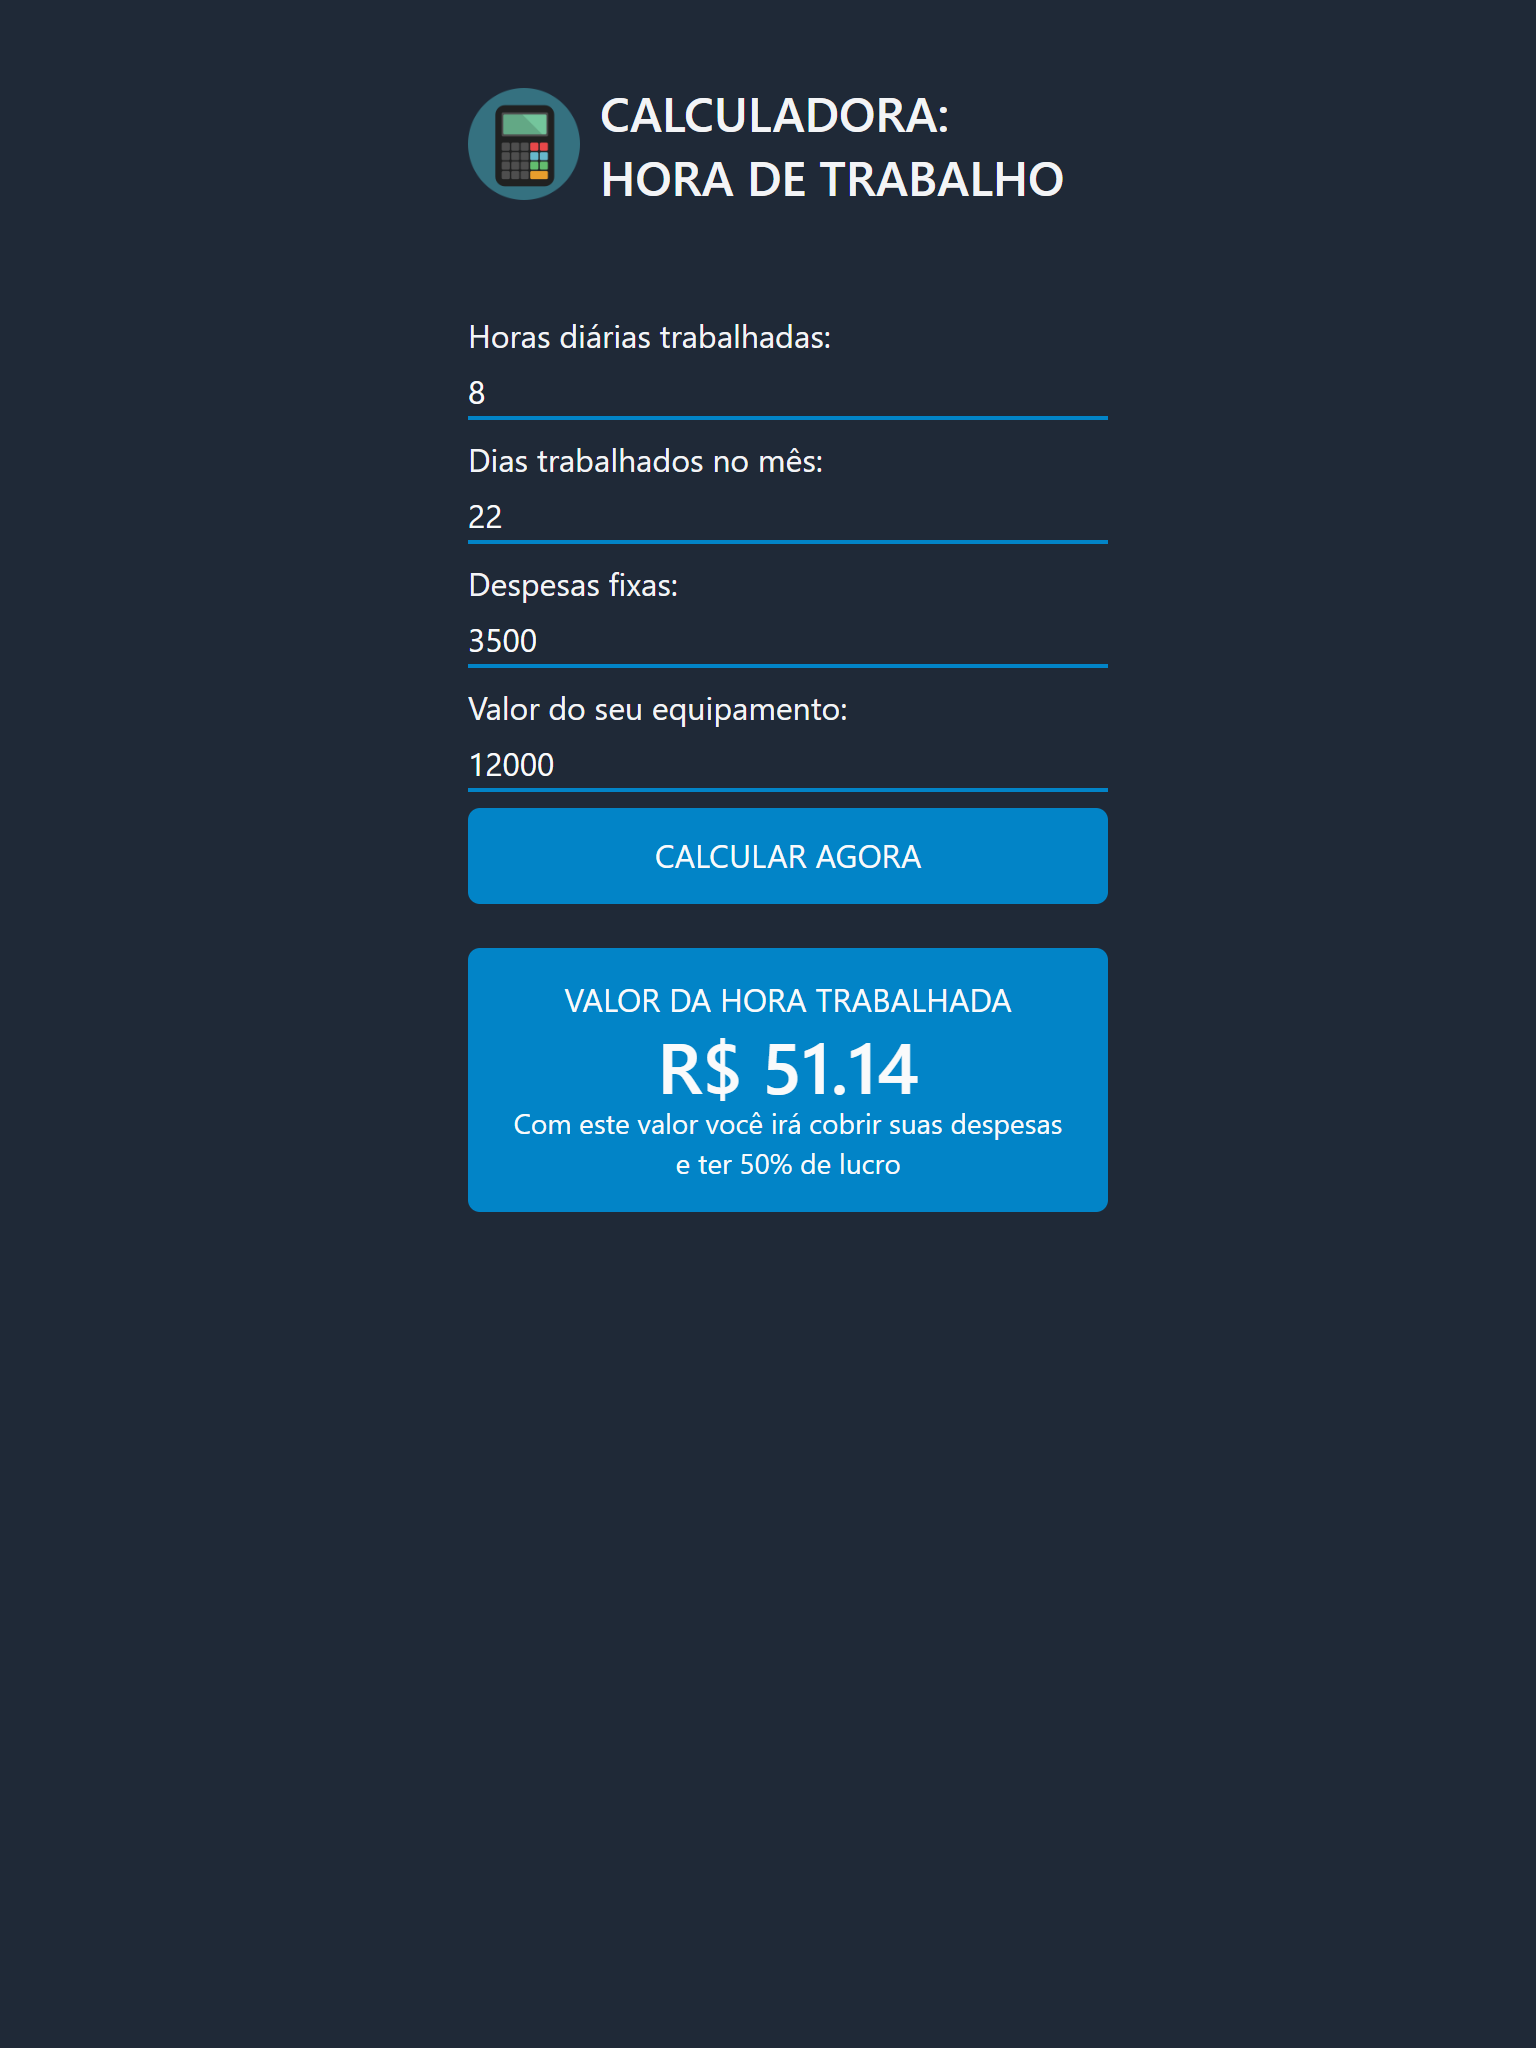 CALCULADORA:
HORA DE TRABALHO
Horas diárias trabalhadas:
8
Dias trabalhados no mês:
22
Despesas fixas:
3500
Valor do seu equipamento:
12000
CALCULAR AGORA
VALOR DA HORA TRABALHADA
R$ 51.14
Com este valor você irá cobrir suas despesas
e ter 50% de lucro